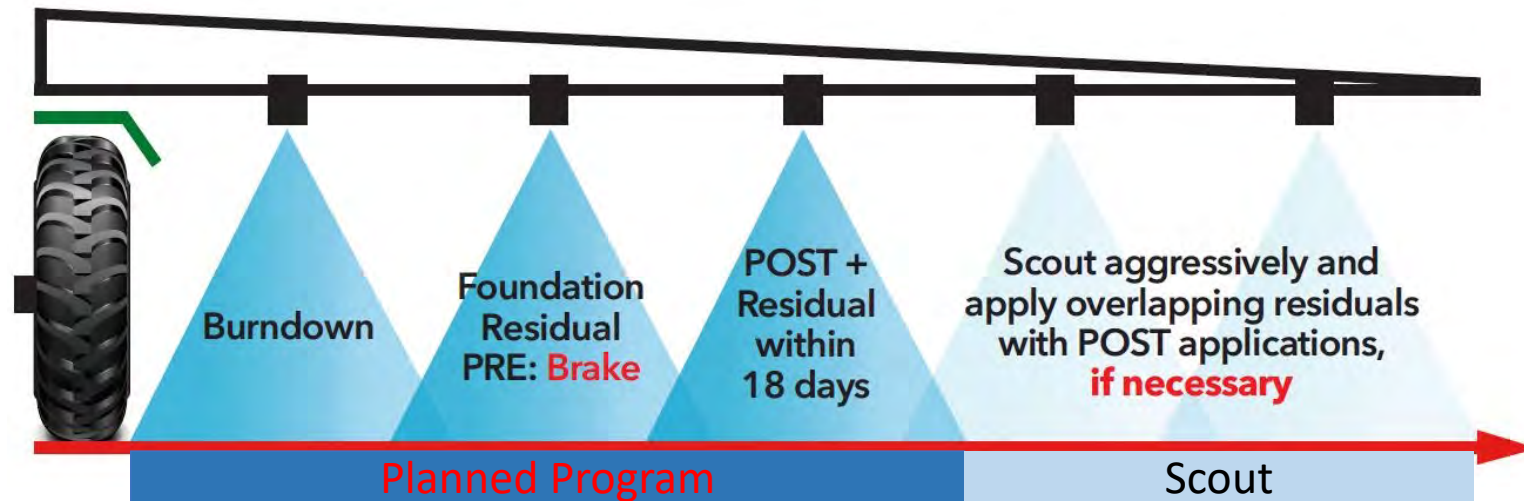 Burndown
Foundation
Residual
PRE: Brake
POST +
Residual
within
18 days
Scout aggressively and
apply overlapping residuals
with POST applications,
if necessary
Planned Program
Scout